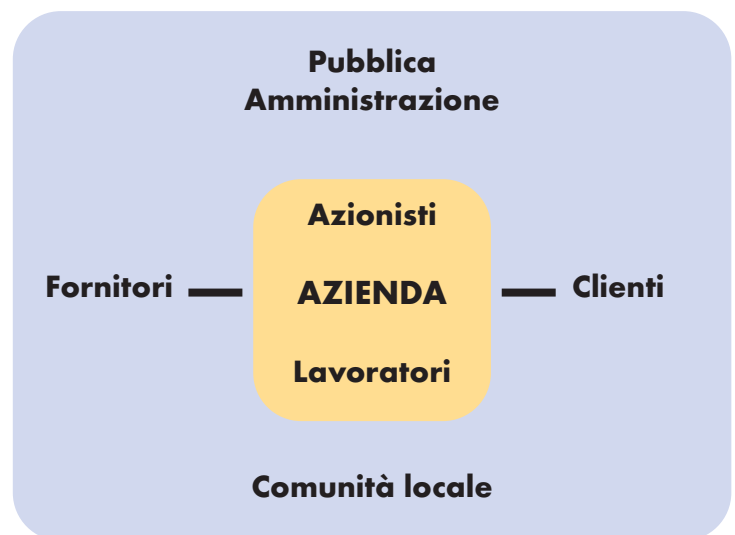 Pubblica
Amministrazione
Azionisti
Fornitori
AZIENDA
Clienti
Lavoratori
Comunità locale